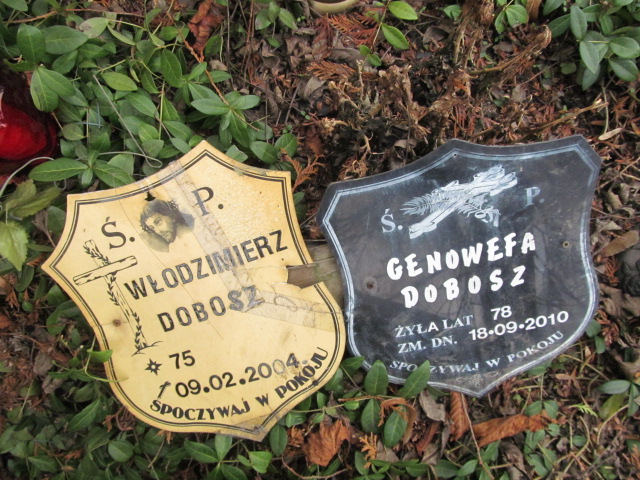 Ś. P.
WŁODZIMIERZ
DOBOSZ
75
09.02.2004
SPOCZYWAJ W POKOJU
Ś. P.
GENOWEFA
DOBOSZ
ŻYŁA LAT 78
ZM. DN. 18•09•2010
SPOCZYWAJ W POKOJU